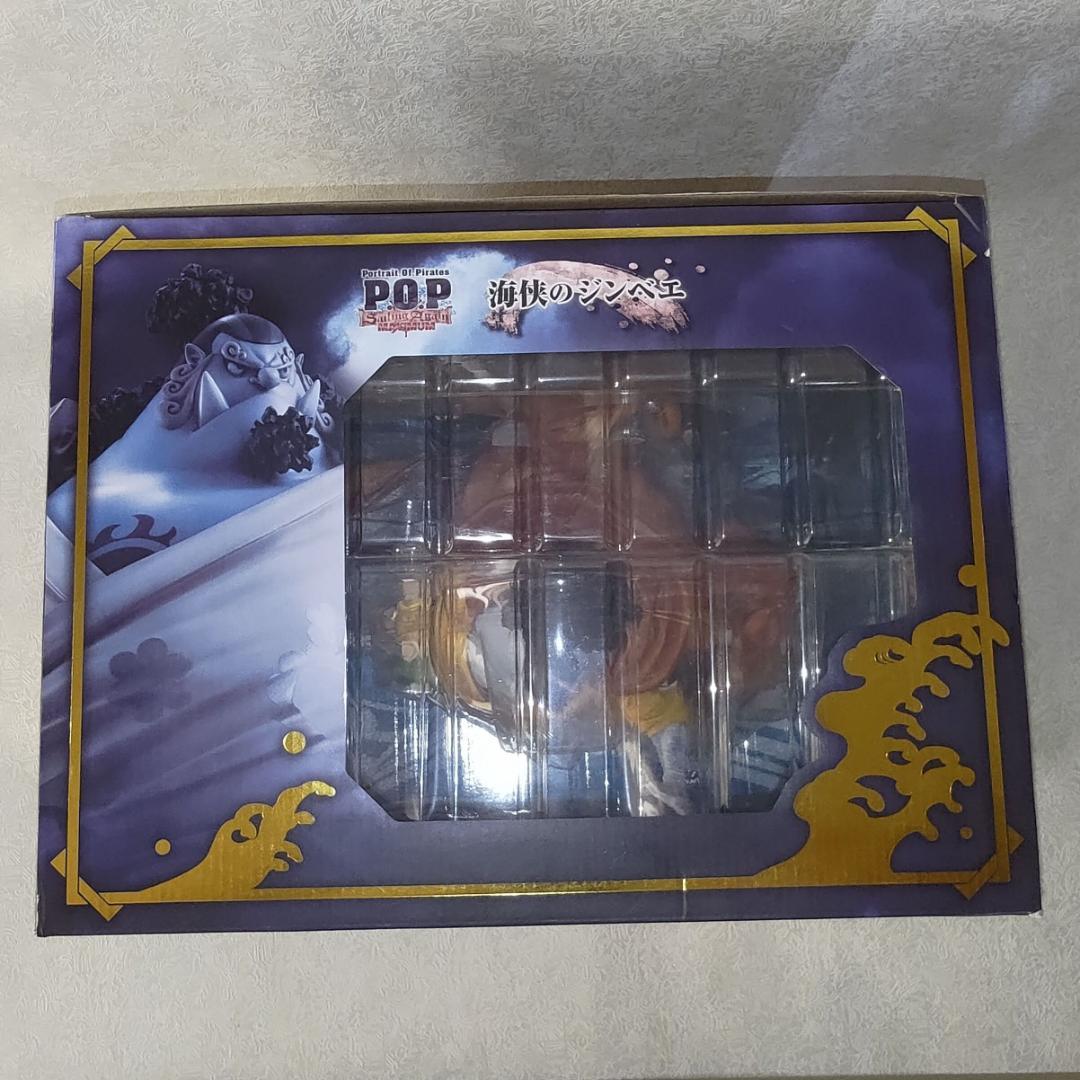 Portrait Of Pirates
P.O.P
Sailing Again
MAXIMUM
海侠のジンベエ